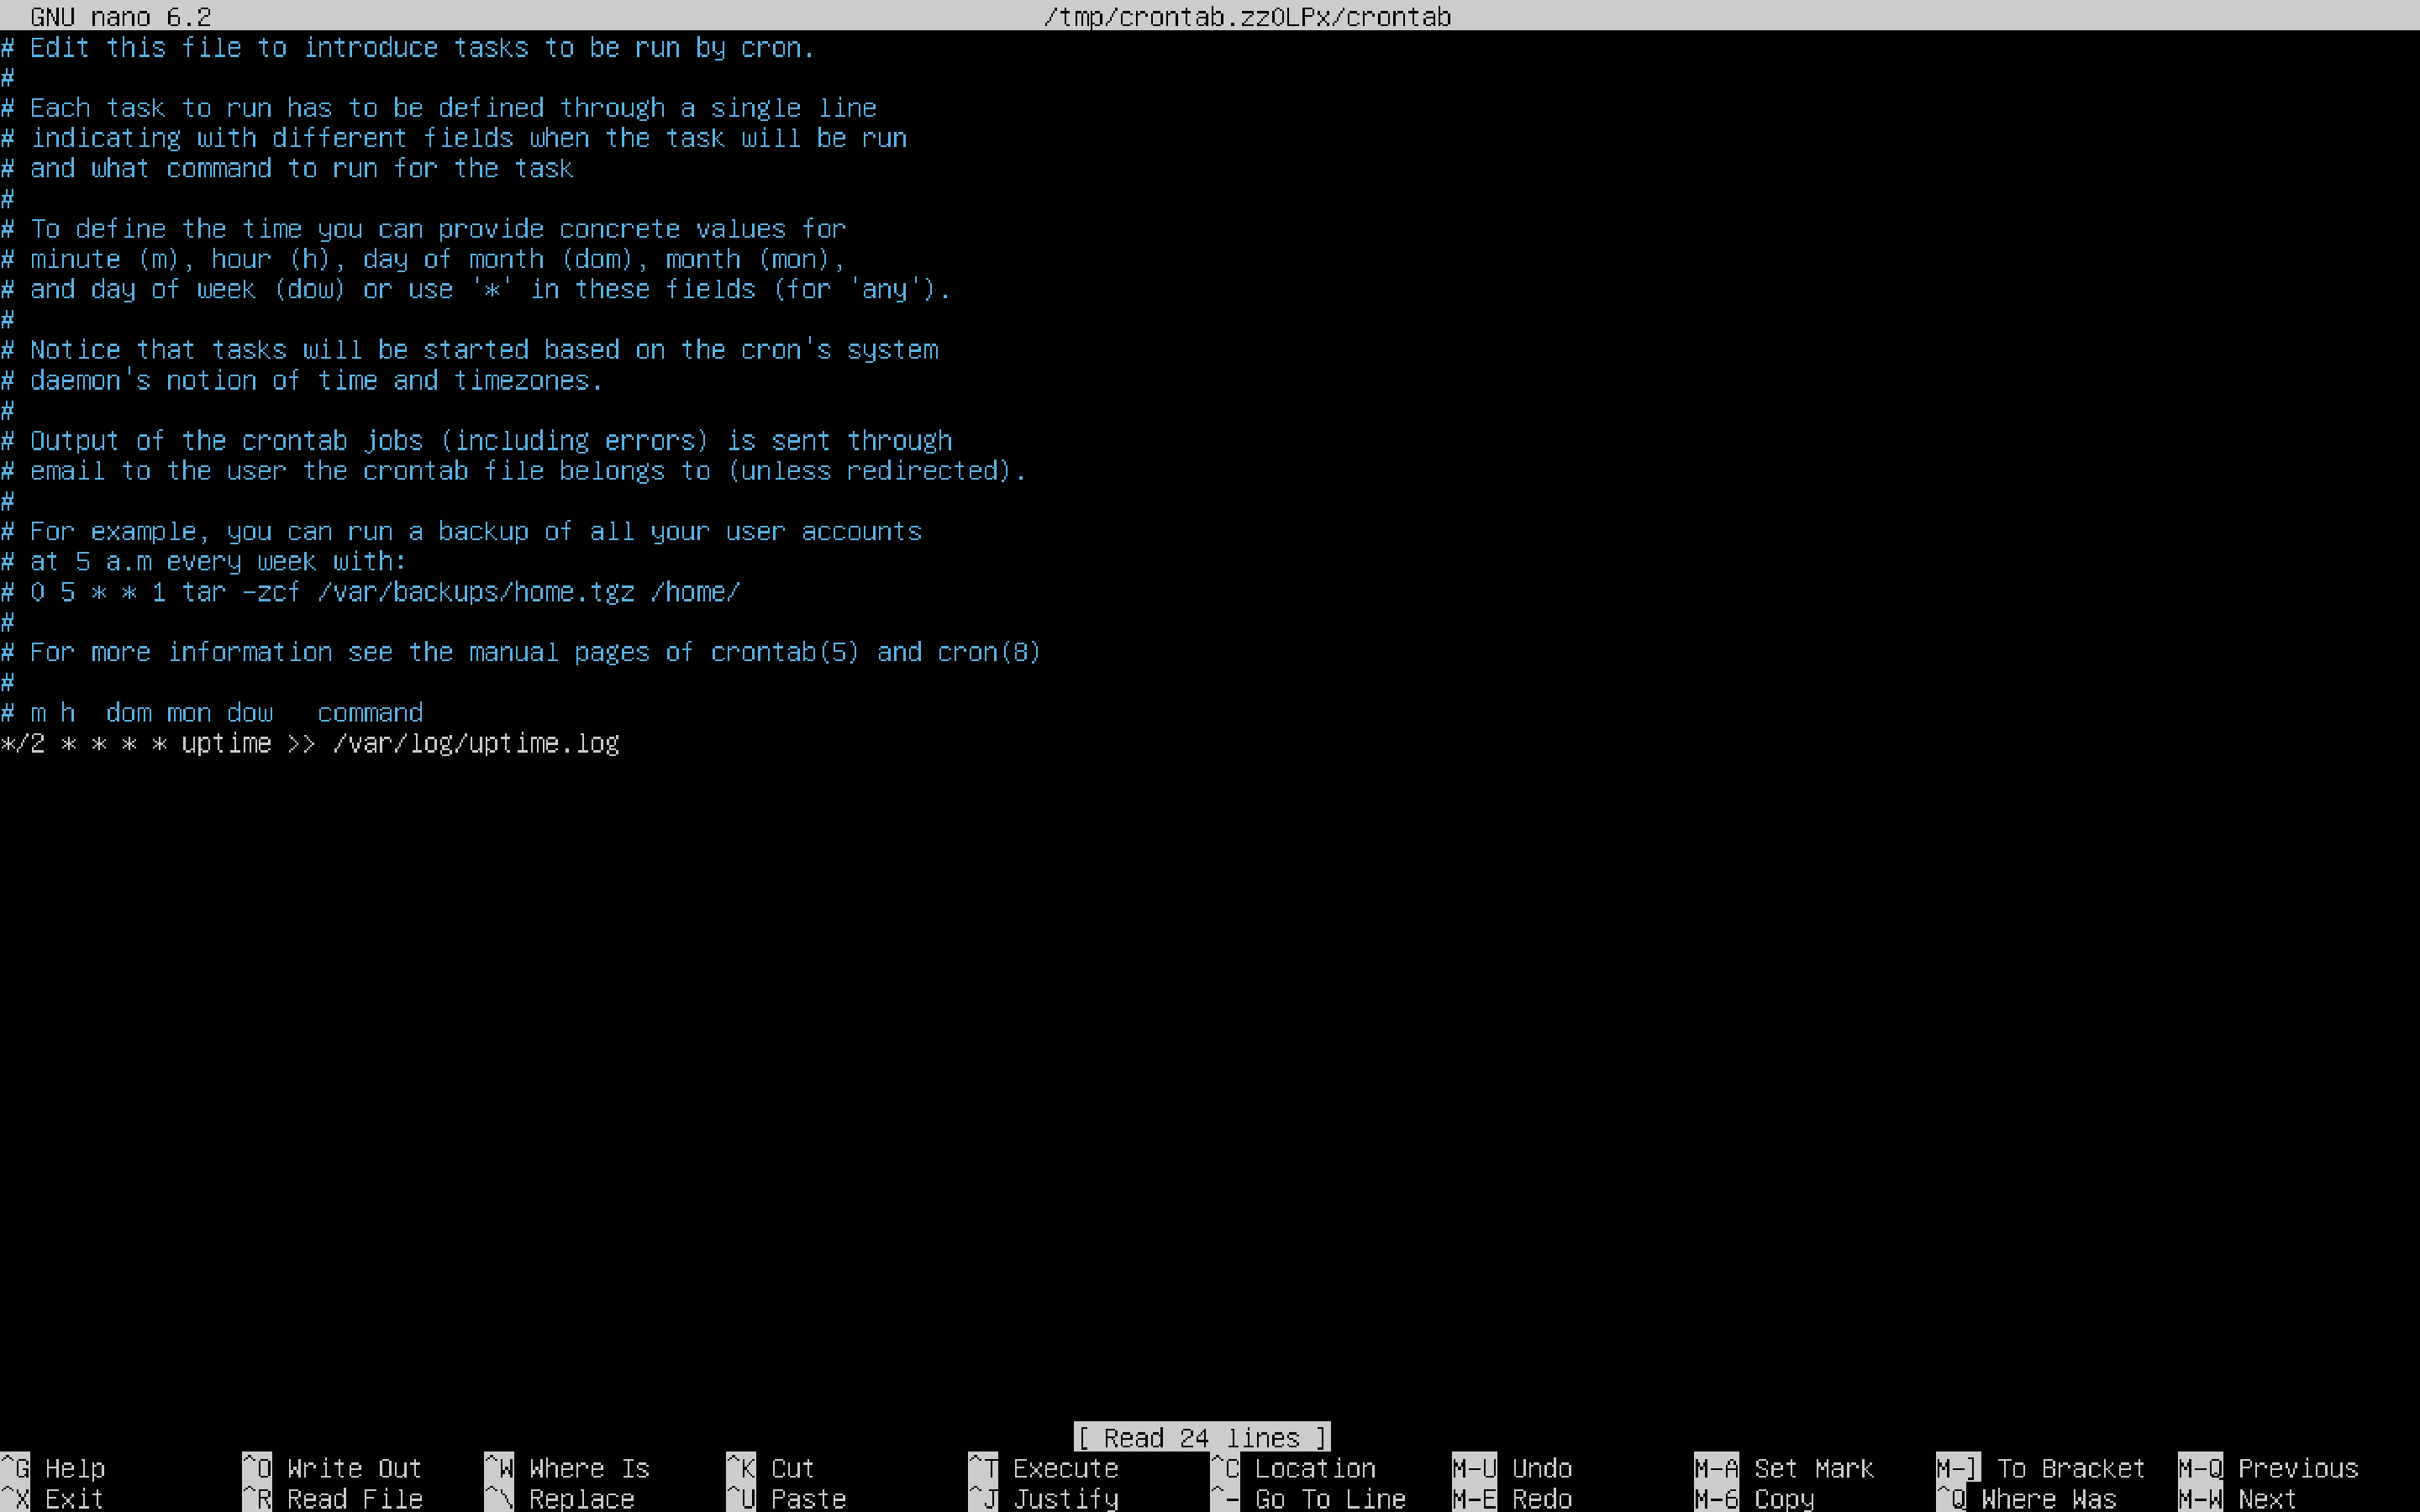 GNU nano 6.2 /tmp/crontab.zzOLPx/crontab
# Edit this file to introduce tasks to be run by cron.
#
# Each task to run has to be defined through a single line
# indicating with different fields when the task will be run
# and what command to run for the task
#
# To define the time you can provide concrete values for
# minute (m), hour (h), day of month (dom), month (mon),
# and day of week (dow) or use '*' in these fields (for 'any').
#
# Notice that tasks will be started based on the cron's system
# daemon's notion of time and timezones.
#
# Output of the crontab jobs (including errors) is sent through
# email to the user the crontab file belongs to (unless redirected).
#
# For example, you can run a backup of all your user accounts
# at 5 a.m every week with:
# 0 5 * * 1 tar -zcf /var/backups/home.tgz /home/
#
# For more information see the manual pages of crontab(5) and cron(8)
#
# m h  dom mon dow   command
*/2 * * * * uptime >> /var/log/uptime.log
[ Read 24 lines ]
^G Help ^O Write Out ^W Where Is ^K Cut ^T Execute ^C Location M-U Undo M-A Set Mark M-] To Bracket M-Q Previous
^X Exit ^R Read File ^\ Replace ^U Paste ^J Justify ^- Go To Line M-E Redo M-6 Copy ^Q Where Was M-W Next